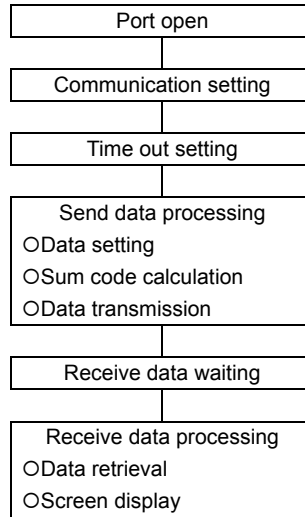 Port open
Communication setting
Time out setting
Send data processing
○Data setting
○Sum code calculation
○Data transmission
Receive data waiting
Receive data processing
○Data retrieval
○Screen display